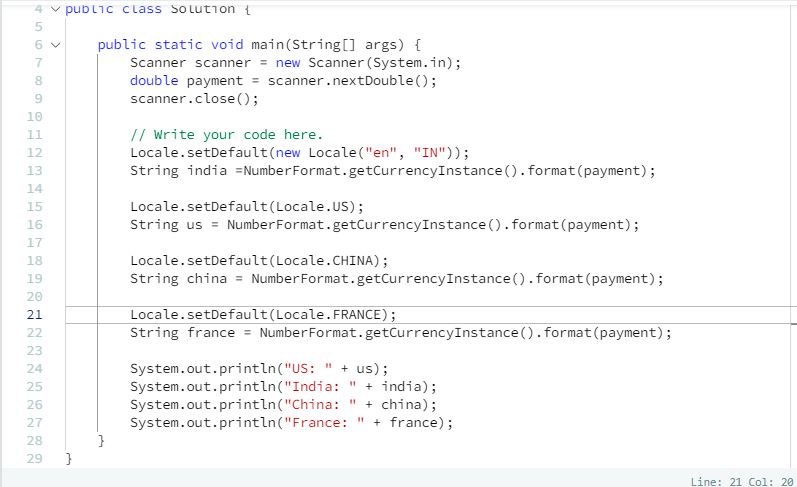 4 public class Solution {
5
6     public static void main(String[] args) {
7         Scanner scanner = new Scanner(System.in);
8         double payment = scanner.nextDouble();
9         scanner.close();
10
11         // Write your code here.
12         Locale.setDefault(new Locale("en", "IN"));
13         String india =NumberFormat.getCurrencyInstance().format(payment);
14
15         Locale.setDefault(Locale.US);
16         String us = NumberFormat.getCurrencyInstance().format(payment);
17
18         Locale.setDefault(Locale.CHINA);
19         String china = NumberFormat.getCurrencyInstance().format(payment);
20
21         Locale.setDefault(Locale.FRANCE);
22         String france = NumberFormat.getCurrencyInstance().format(payment);
23
24         System.out.println("US: " + us);
25         System.out.println("India: " + india);
26         System.out.println("China: " + china);
27         System.out.println("France: " + france);
28     }
29 }
Line: 21 Col: 20